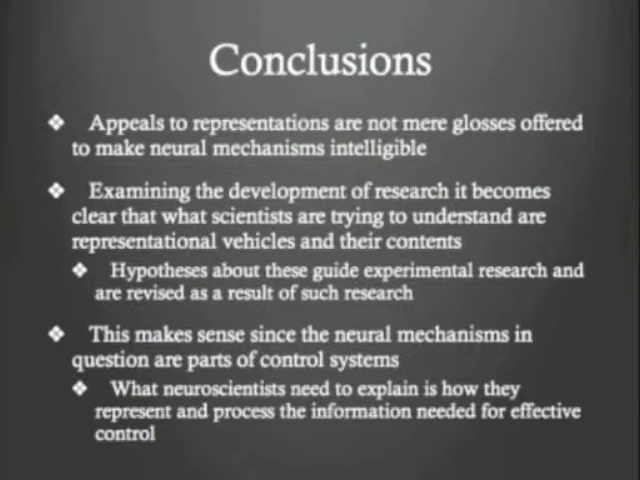 Conclusions
❖ Appeals to representations are not mere glosses offered
to make neural mechanisms intelligible
❖ Examining the development of research it becomes
clear that what scientists are trying to understand are
representational vehicles and their contents
❖ Hypotheses about these guide experimental research and
are revised as a result of such research
❖ This makes sense since the neural mechanisms in
question are parts of control systems
❖ What neuroscientists need to explain is how they
represent and process the information needed for effective
control